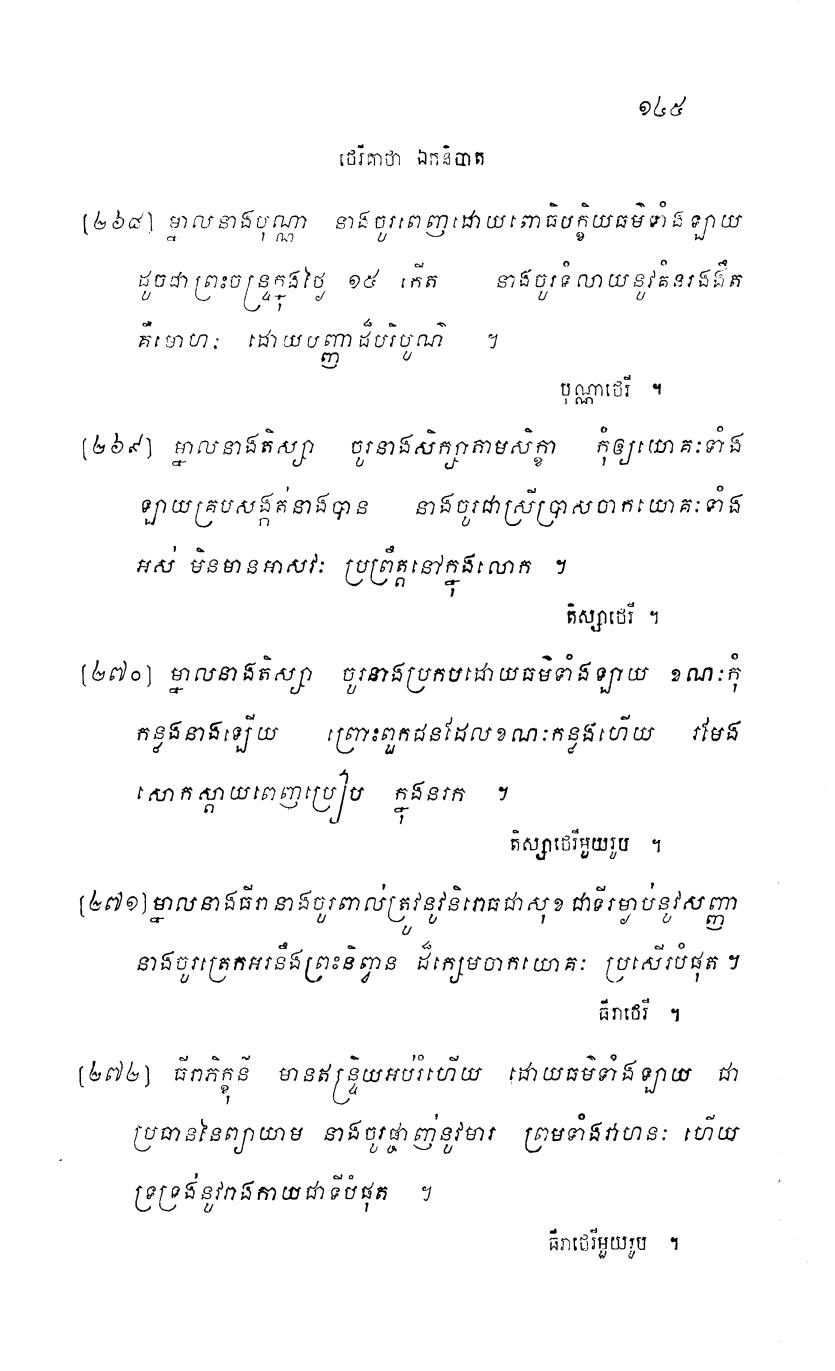 ១៤៥
ថេរីគាថា ឯកនិបាត
[២៦៨] ម្នាលនាងបុណ្ណា នាងចូរពេញដោយពោធិបក្ខិយធម៌ទាំងឡាយ
ដូចជាព្រះចន្ទ្រក្នុងថ្ងៃ ១៥ កើត នាងចូរទំលាយនូវគំនរងងឹត
គឺមោហៈ ដោយបញ្ញាដ៏បរិបូណ៌ ។
បុណ្ណាថេរី ។
[២៦៩] ម្នាលនាងតិស្សា ចូរនាងសិក្សាតាមសិក្ខា កុំឲ្យយោគៈទាំង
ឡាយគ្របសង្កត់នាងបាន នាងចូរជាស្រីប្រាសចាកយោគៈទាំង
អស់ មិនមានអាសវៈ ប្រព្រឹត្តនៅក្នុងលោក ។
តិស្សាថេរី ។
[២៧០] ម្នាលនាងតិស្សា ចូរនាងប្រកបដោយធម៌ទាំងឡាយ ខណៈកុំ
កន្លងនាងឡើយ ព្រោះពួកជនដែលខណៈកន្លងហើយ រមែង
សោកស្តាយពេញប្រៀប ក្នុងនរក ។
តិស្សាថេរីមួយរូប ។
[២៧១] ម្នាលនាងធីរា នាងចូរពាល់ត្រូវនូវនិរោធជាសុខ ជាទីរម្ងាប់នូវសញ្ញា
នាងចូរត្រេកអរនឹងព្រះនិព្វាន ដ៏ក្សេមចាកយោគៈ ប្រសើរបំផុត ។
ធីរាថេរី ។
[២៧២] ធីរាភិក្ខុនី មានឥន្ទ្រិយអប់រំហើយ ដោយធម៌ទាំងឡាយ ជា
ប្រធាននៃព្យាយាម នាងចូរផ្ចាញ់នូវមារ ព្រមទាំងវាហនៈ ហើយ
ទ្រទ្រង់នូវរាងកាយជាទីបំផុត ។
ធីរាថេរីមួយរូប ។